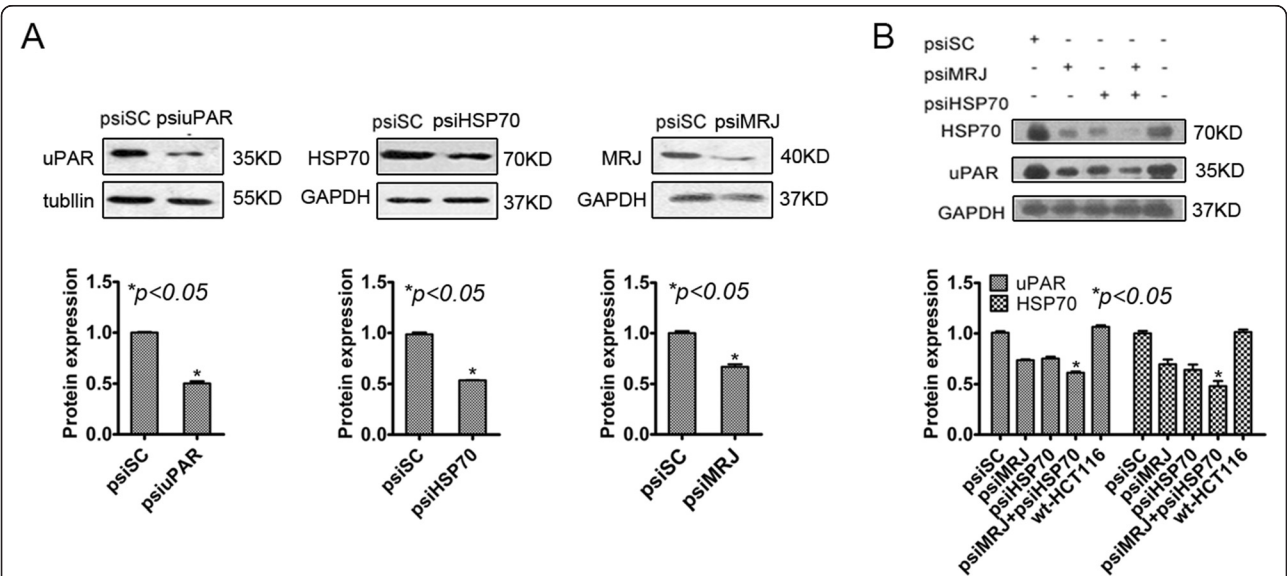 A
psiSC psiuPAR
uPAR 35KD
tubllin 55KD
psiSC psiHSP70
HSP70 70KD
GAPDH 37KD
psiSC psiMRJ
MRJ 40KD
GAPDH 37KD
Protein expression
1.5
1.0
0.5
0.0
*p<0.05
*
psiSC
psiuPAR
Protein expression
1.5
1.0
0.5
0.0
*p<0.05
*
psiSC
psiHSP70
Protein expression
1.5
1.0
0.5
0.0
*p<0.05
*
psiSC
psiMRJ
B
psiSC + - - - -
psiMRJ - + - + -
psiHSP70 - - + + -
HSP70 70KD
uPAR 35KD
GAPDH 37KD
Protein expression
1.5
1.0
0.5
0.0
uPAR
HSP70
*p<0.05
*
*
psiSC
psiMRJ
psiHSP70
psiMRJ+psiHSP70
wt-HCT116
psiSC
psiMRJ
psiHSP70
psiMRJ+psiHSP70
wt-HCT116